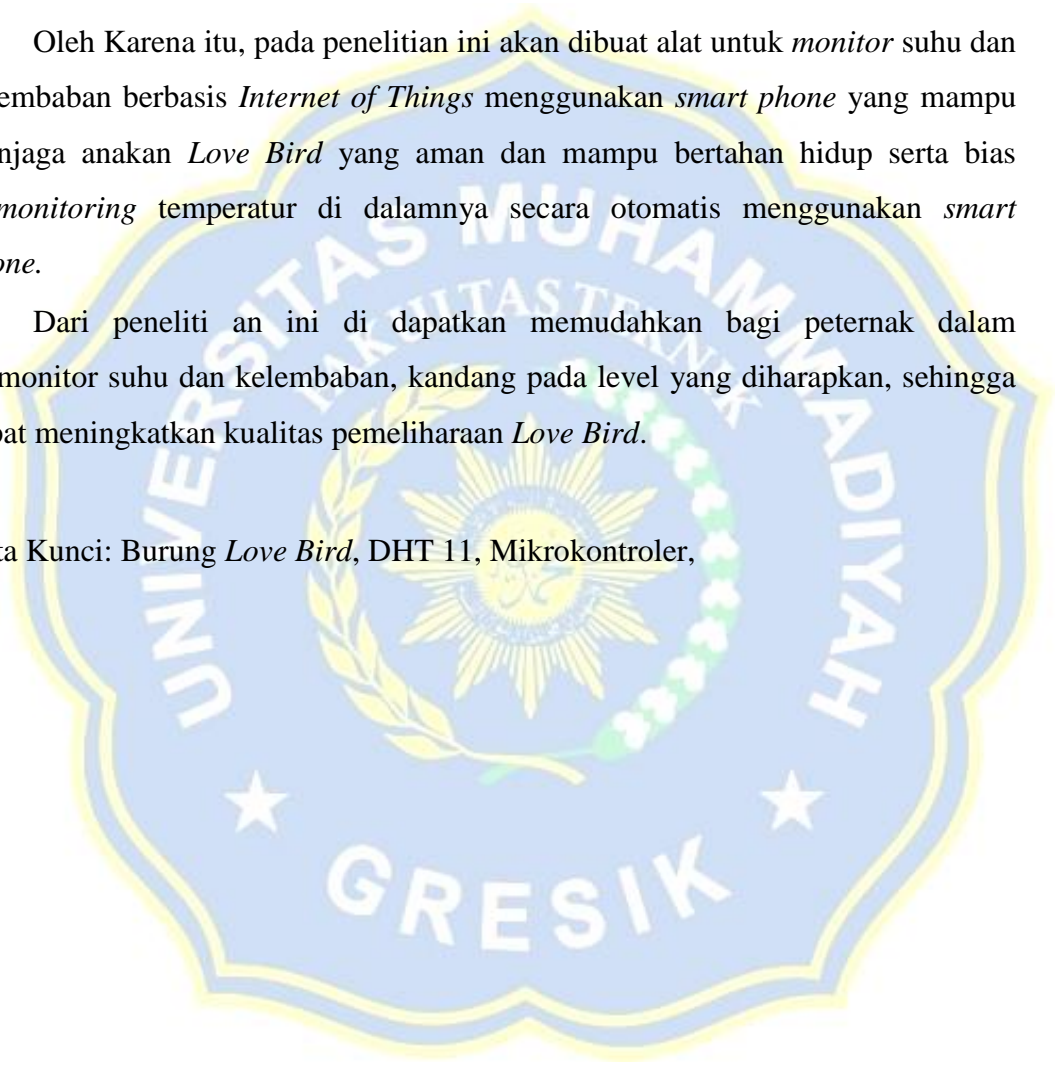 Oleh Karena itu, pada penelitian ini akan dibuat alat untuk monitor suhu dan
embaban berbasis Internet of Things menggunakan smart phone yang mampu
njaga anakan Love Bird yang aman dan mampu bertahan hidup serta bias
monitoring temperatur di dalamnya secara otomatis menggunakan smart
one.
Dari peneliti an ini di dapatkan memudahkan bagi peternak dalam
monitor suhu dan kelembaban, kandang pada level yang diharapkan, sehingga
at meningkatkan kualitas pemeliharaan Love Bird.
ta Kunci: Burung Love Bird, DHT 11, Mikrokontroler,
UNIVERSITAS MUHAMMADIYAH
FAKULTAS TEKNIK
GRESIK